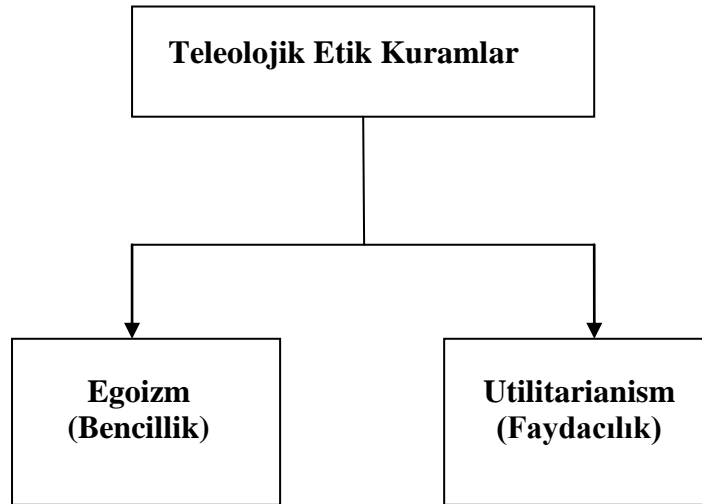 Teleolojik Etik Kuramlar
Egoizm
(Bencillik)
Utilitarianism
(Faydacılık)